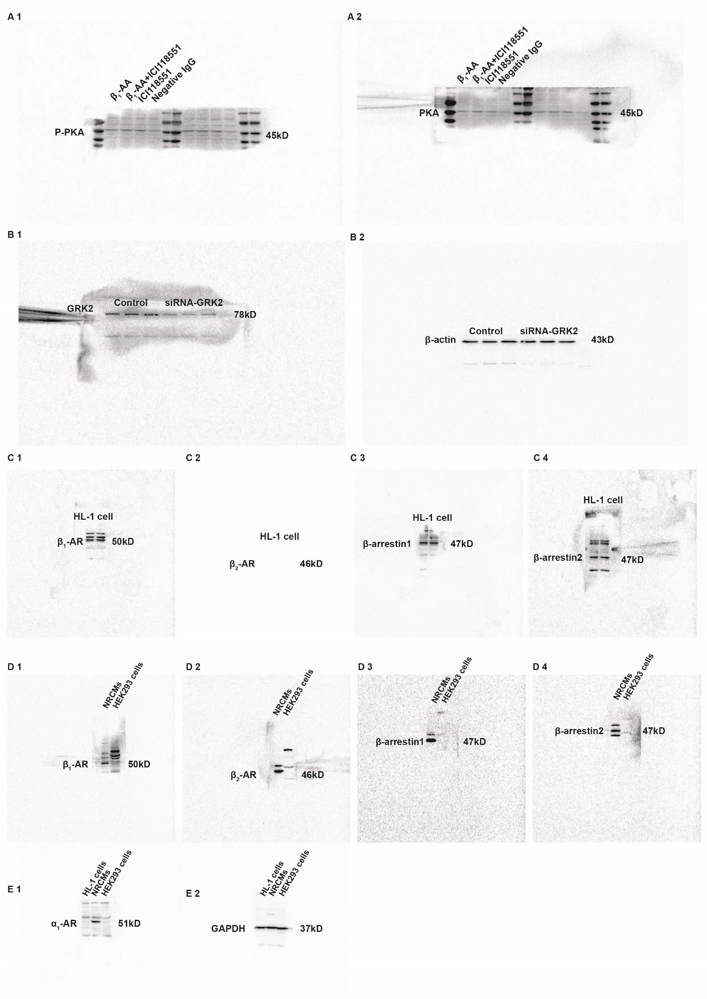 A 1
A 2
β₁-AA
β₁-AA+ICI118551
ICI118551
Negative IgG
P-PKA
45kD
β₁-AA
β₁-AA+ICI118551
ICI118551
Negative IgG
PKA
45kD
B 1
B 2
Control siRNA-GRK2
GRK2
78kD
Control siRNA-GRK2
β-actin
43kD
C 1
C 2
C 3
C 4
HL-1 cell
β₁-AR
50kD
HL-1 cell
β₂-AR
46kD
HL-1 cell
β-arrestin1
47kD
HL-1 cell
β-arrestin2
47kD
D 1
D 2
D 3
D 4
NRCMs
HEK293 cells
β₁-AR
50kD
NRCMs
HEK293 cells
β₂-AR
46kD
NRCMs
HEK293 cells
β-arrestin1
47kD
NRCMs
HEK293 cells
β-arrestin2
47kD
E 1
E 2
HL-1 cells
NRCMs
HEK293 cells
α₁-AR
51kD
HL-1 cells
NRCMs
HEK293 cells
GAPDH
37kD